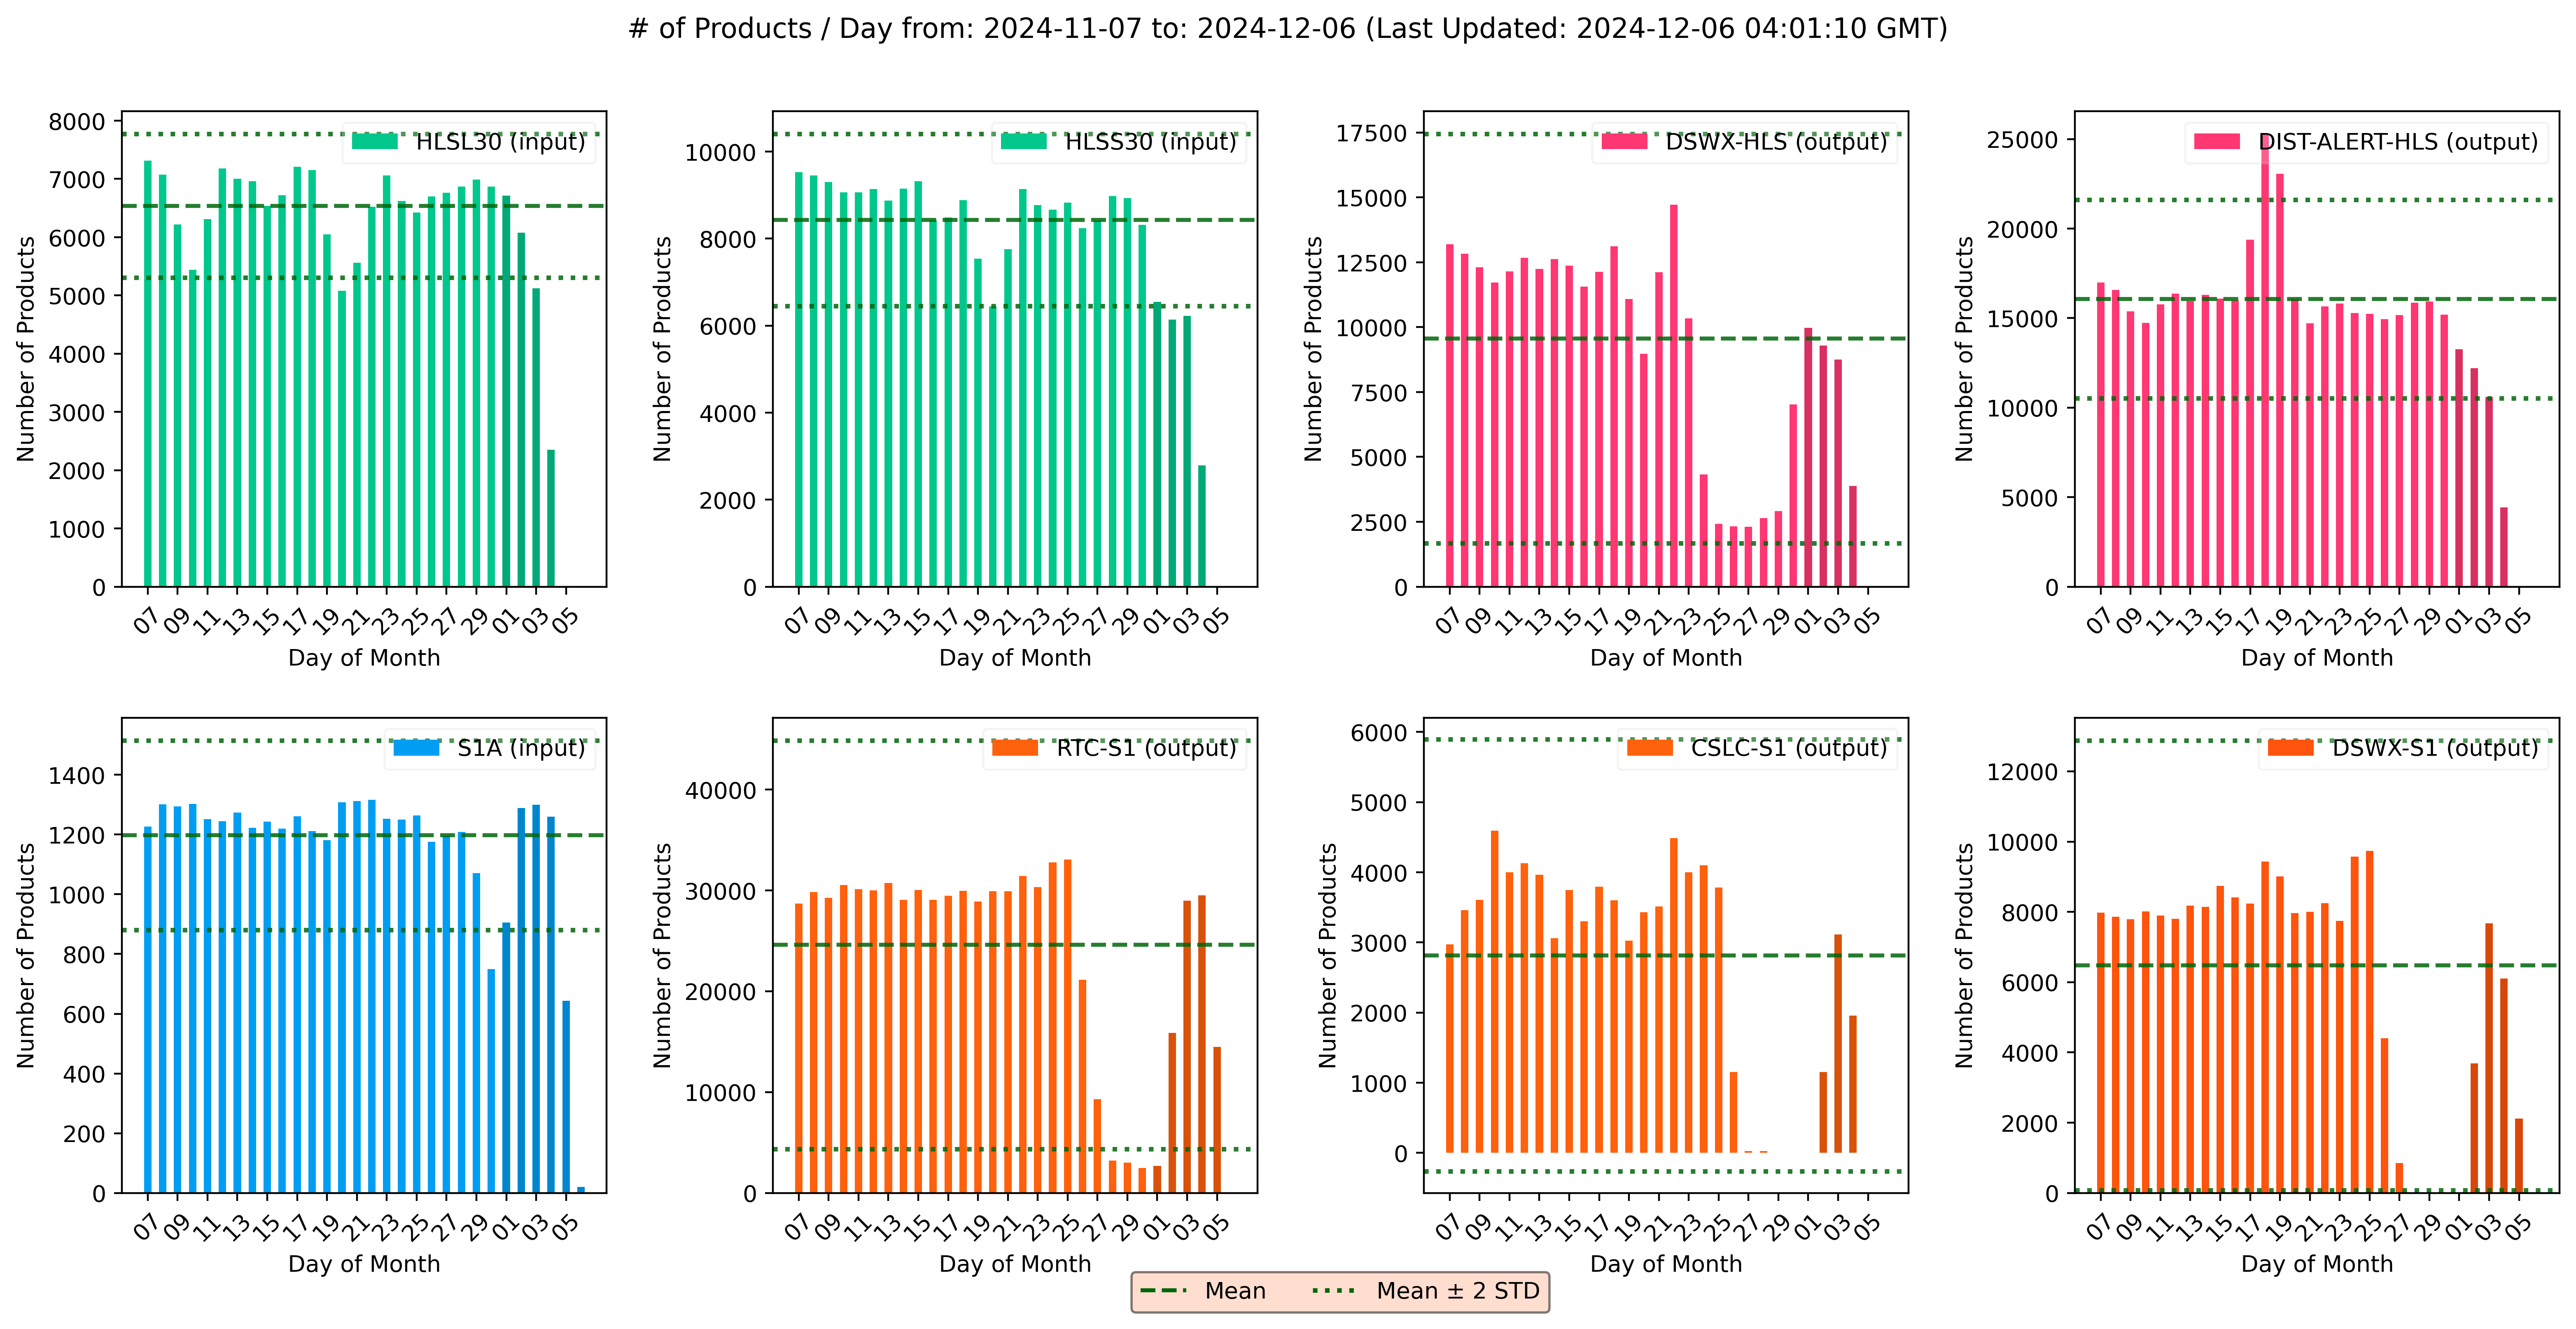 # of Products / Day from: 2024-11-07 to: 2024-12-06 (Last Updated: 2024-12-06 04:01:10 GMT)
HLSL30 (input)
Number of Products
8000
7000
6000
5000
4000
3000
2000
1000
0
07 09 11 13 15 17 19 21 23 25 27 29 01 03 05
Day of Month
HLSS30 (input)
Number of Products
10000
8000
6000
4000
2000
0
07 09 11 13 15 17 19 21 23 25 27 29 01 03 05
Day of Month
DSWX-HLS (output)
Number of Products
17500
15000
12500
10000
7500
5000
2500
0
07 09 11 13 15 17 19 21 23 25 27 29 01 03 05
Day of Month
DIST-ALERT-HLS (output)
Number of Products
25000
20000
15000
10000
5000
0
07 09 11 13 15 17 19 21 23 25 27 29 01 03 05
Day of Month
S1A (input)
Number of Products
1400
1200
1000
800
600
400
200
0
07 09 11 13 15 17 19 21 23 25 27 29 01 03 05
Day of Month
RTC-S1 (output)
Number of Products
40000
30000
20000
10000
0
07 09 11 13 15 17 19 21 23 25 27 29 01 03 05
Day of Month
CSLC-S1 (output)
Number of Products
6000
5000
4000
3000
2000
1000
0
07 09 11 13 15 17 19 21 23 25 27 29 01 03 05
Day of Month
DSWX-S1 (output)
Number of Products
12000
10000
8000
6000
4000
2000
0
07 09 11 13 15 17 19 21 23 25 27 29 01 03 05
Day of Month
Mean
Mean ± 2 STD